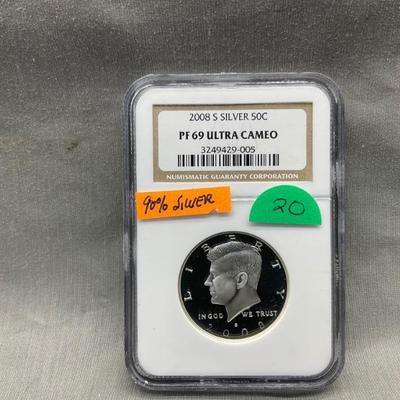 2008 S SILVER 50C
PF 69 ULTRA CAMEO
3249429-005
NUMISMATIC GUARANTY CORPORATION
90% SILVER
20
LIBERTY
IN GOD WE TRUST
S
2008